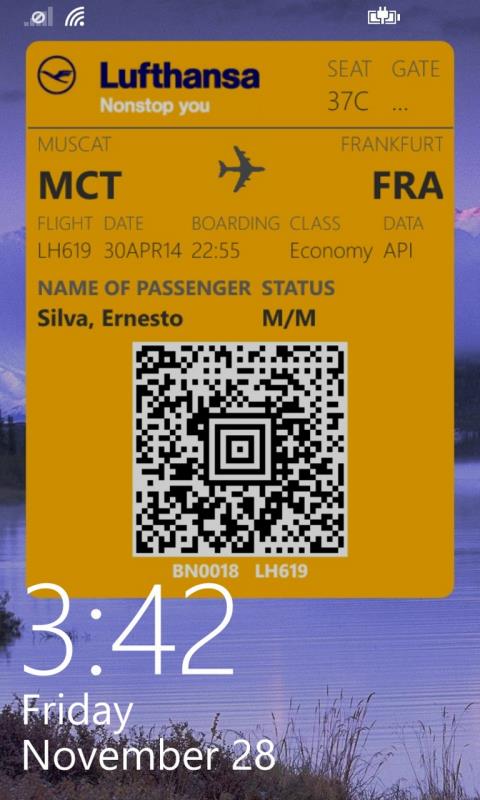 Lufthansa
Nonstop you
SEAT GATE
37C ...
MUSCAT FRANKFURT
MCT FRA
FLIGHT DATE BOARDING CLASS DATA
LH619 30APR14 22:55 Economy API
NAME OF PASSENGER STATUS
Silva, Ernesto M/M
BN0018 LH619
3:42
Friday
November 28